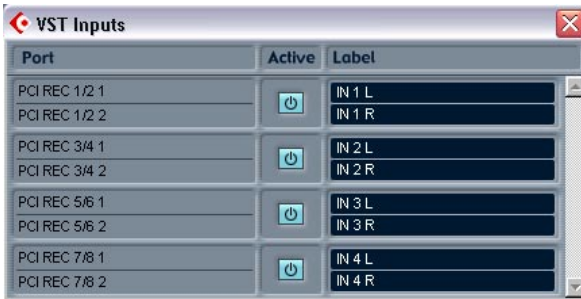 VST Inputs
Port Active Label
PCI REC 1/2 1 IN 1 L
PCI REC 1/2 2 IN 1 R
PCI REC 3/4 1 IN 2 L
PCI REC 3/4 2 IN 2 R
PCI REC 5/6 1 IN 3 L
PCI REC 5/6 2 IN 3 R
PCI REC 7/8 1 IN 4 L
PCI REC 7/8 2 IN 4 R